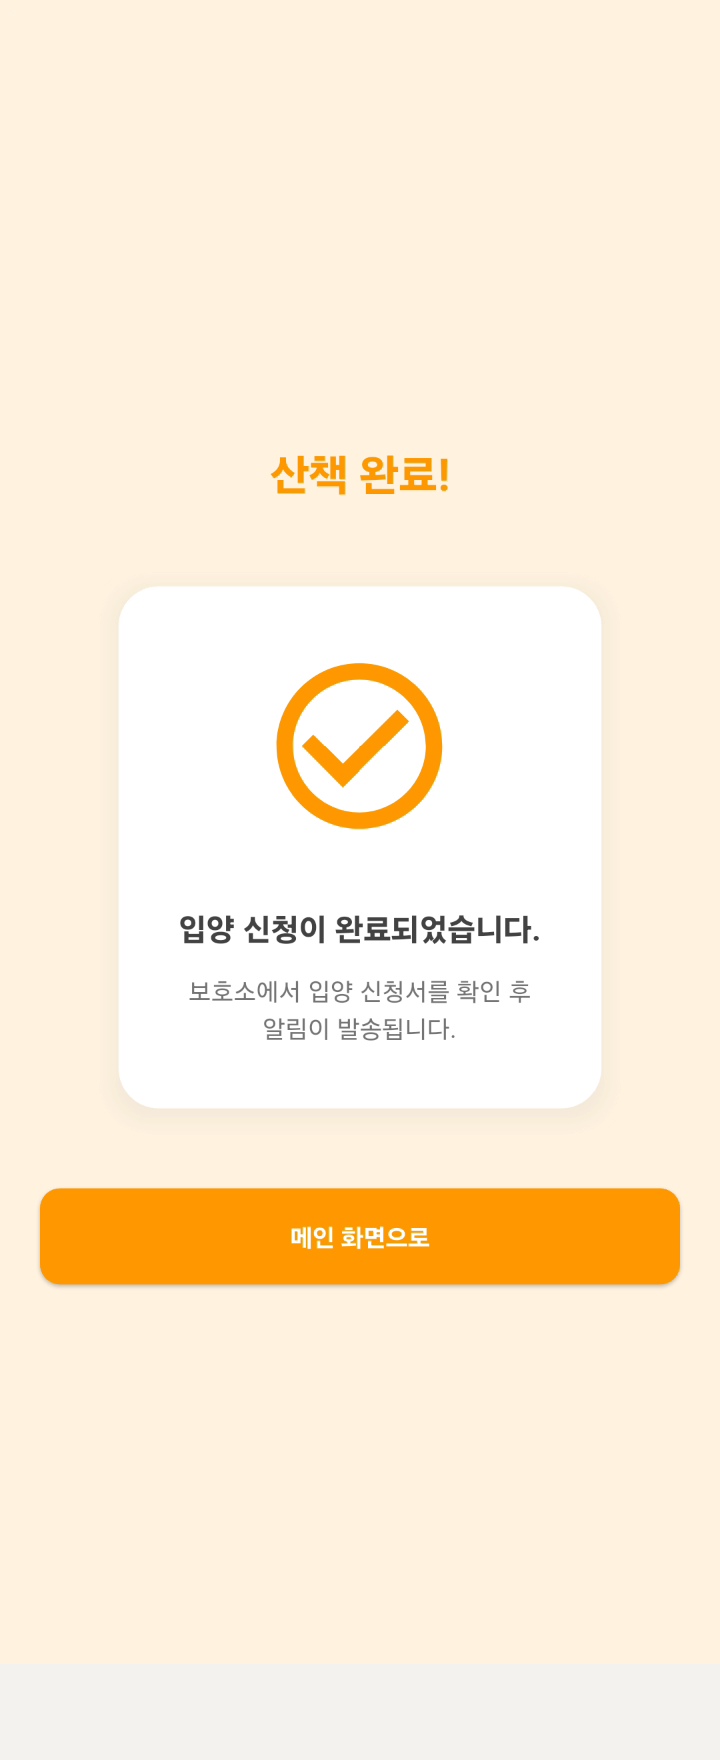 산책 완료!
입양 신청이 완료되었습니다.
보호소에서 입양 신청서를 확인 후
알림이 발송됩니다.
메인 화면으로